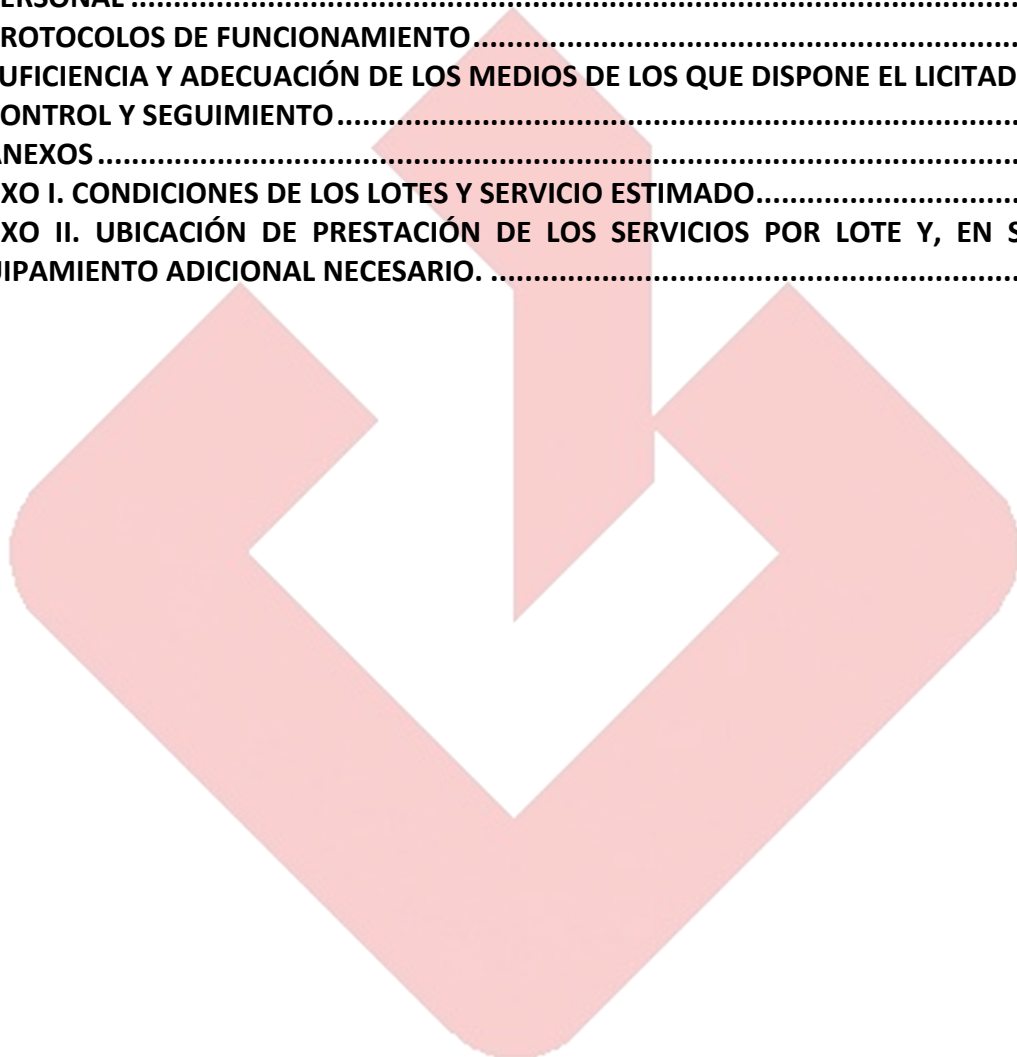 ERSONAL ................................................................................
ROTOCOLOS DE FUNCIONAMIENTO................................................................
UFICIENCIA Y ADECUACIÓN DE LOS MEDIOS DE LOS QUE DISPONE EL LICITAD
ONTROL Y SEGUIMIENTO................................................................
NEXOS................................................................................
XO I. CONDICIONES DE LOS LOTES Y SERVICIO ESTIMADO................................
XO II. UBICACIÓN DE PRESTACIÓN DE LOS SERVICIOS POR LOTE Y, EN S
UIPAMIENTO ADICIONAL NECESARIO. ................................................................